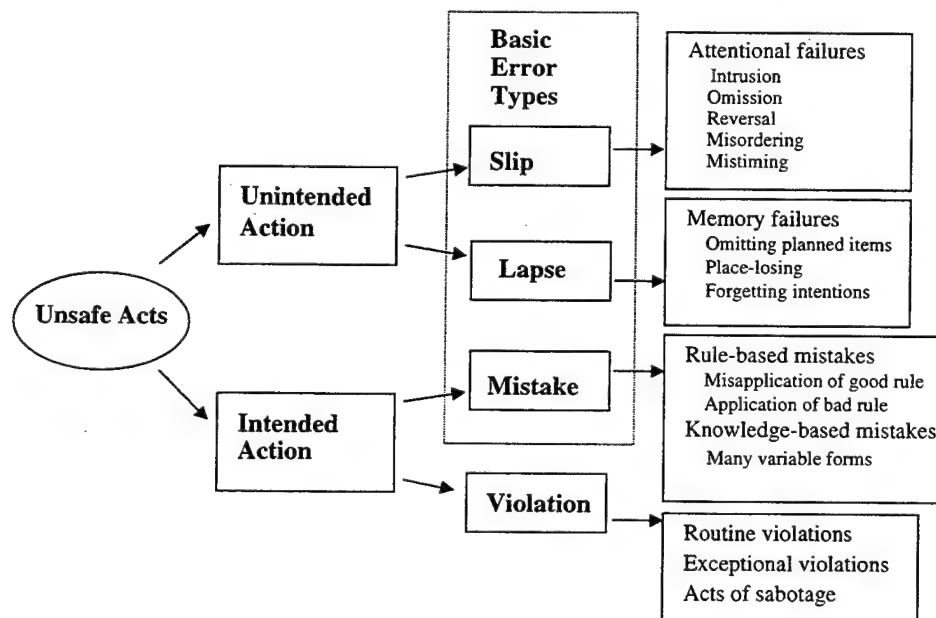 Basic
Error
Types
Attentional failures
Intrusion
Omission
Reversal
Misordering
Mistiming
Slip
Unintended
Action
Memory failures
Omitting planned items
Place-losing
Forgetting intentions
Lapse
Unsafe Acts
Rule-based mistakes
Misapplication of good rule
Application of bad rule
Knowledge-based mistakes
Many variable forms
Mistake
Intended
Action
Violation
Routine violations
Exceptional violations
Acts of sabotage